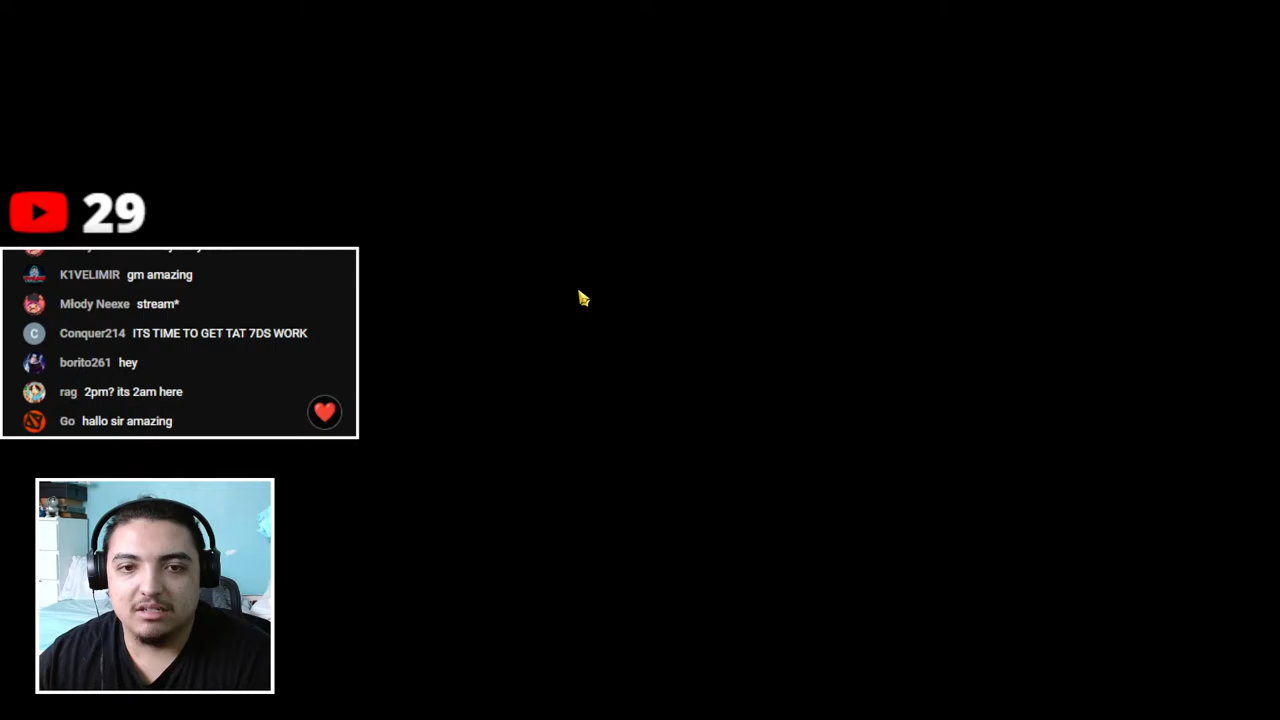 29
K1VELIMIR gm amazing
Młody Neexe stream*
Conquer214 ITS TIME TO GET TAT 7DS WORK
C
borito261 hey
rag 2pm? its 2am here
Go hallo sir amazing